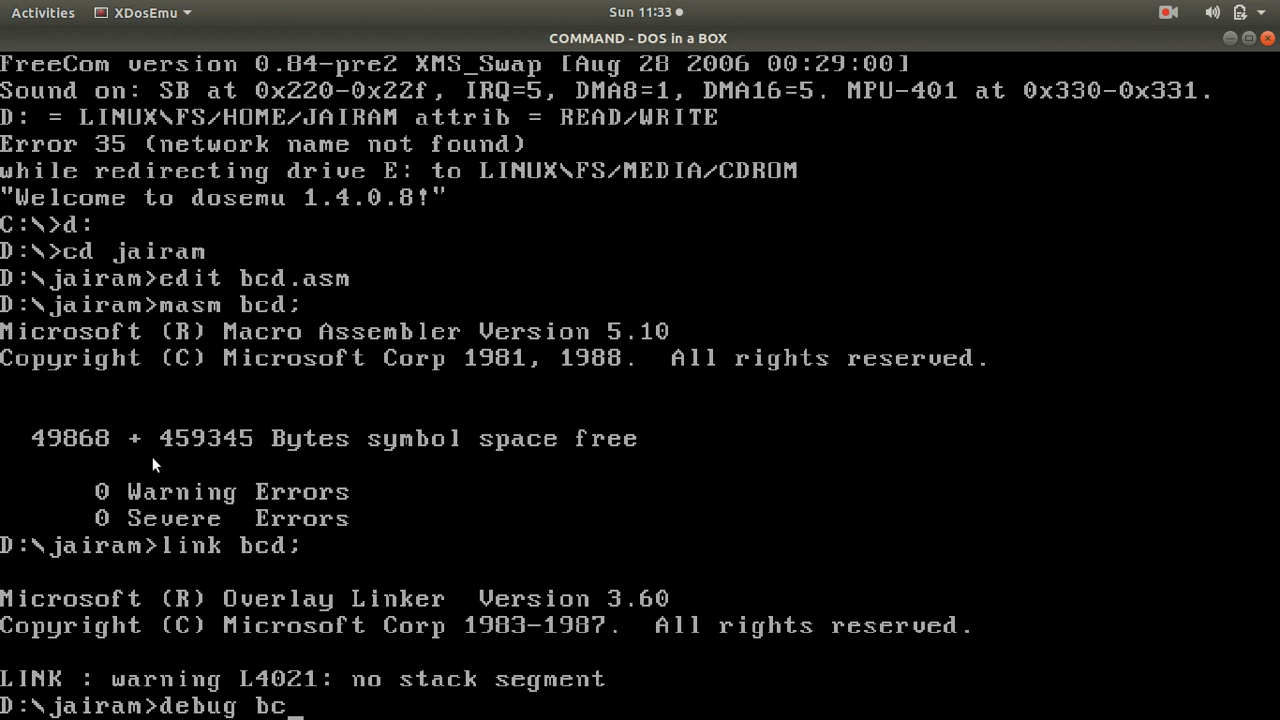 Activities XDosEmu Sun 11:33
COMMAND - DOS in a BOX
FreeCom version 0.84-pre2 XMS_Swap [Aug 28 2006 00:29:00]
Sound on: SB at 0x220-0x22f, IRQ=5, DMA8=1, DMA16=5. MPU-401 at 0x330-0x331.
D: = LINUX\FS/HOME/JAIRAM attrib = READ/WRITE
Error 35 (network name not found)
while redirecting drive E: to LINUX\FS/MEDIA/CDROM
"Welcome to dosemu 1.4.0.8!"
C:\>d:
D:\>cd jairam
D:\jairam>edit bcd.asm
D:\jairam>masm bcd;
Microsoft (R) Macro Assembler Version 5.10
Copyright (C) Microsoft Corp 1981, 1988.  All rights reserved.
49868 + 459345 Bytes symbol space free
0 Warning Errors
0 Severe  Errors
D:\jairam>link bcd;
Microsoft (R) Overlay Linker  Version 3.60
Copyright (C) Microsoft Corp 1983-1987.  All rights reserved.
LINK : warning L4021: no stack segment
D:\jairam>debug bc_